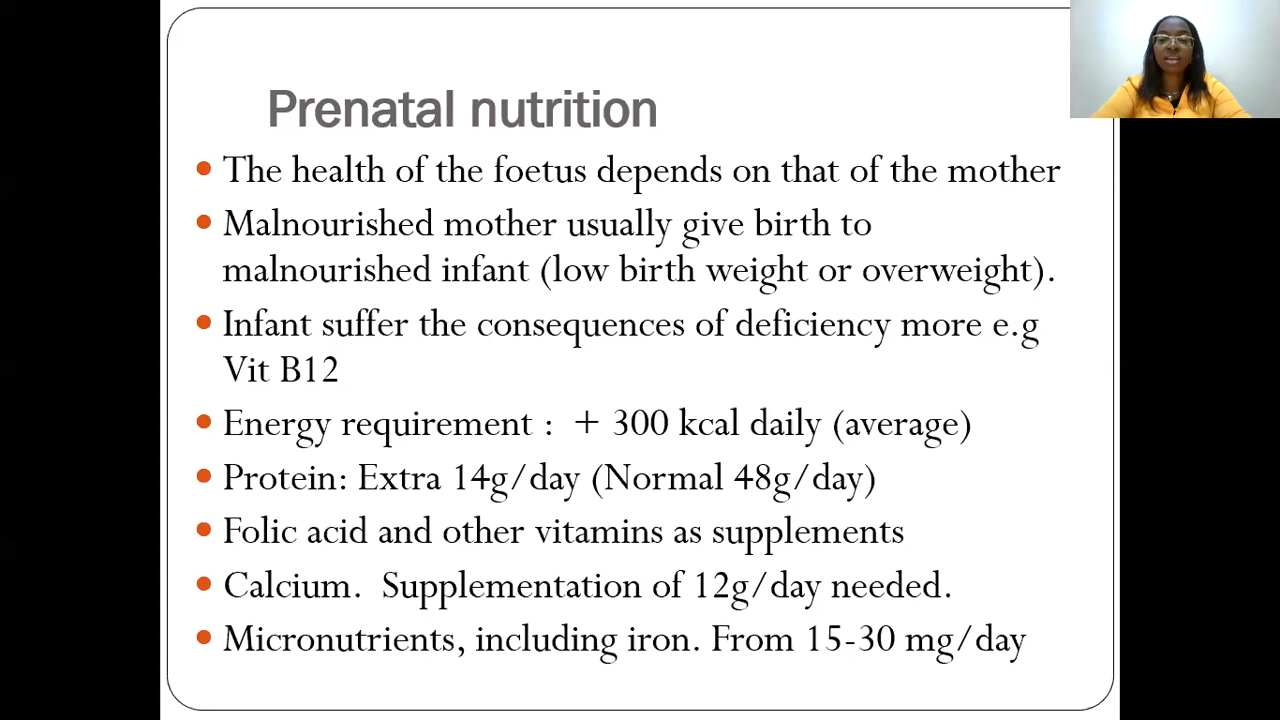 Prenatal nutrition
• The health of the foetus depends on that of the mother
• Malnourished mother usually give birth to
malnourished infant (low birth weight or overweight).
• Infant suffer the consequences of deficiency more e.g
Vit B12
• Energy requirement : + 300 kcal daily (average)
• Protein: Extra 14g/day (Normal 48g/day)
• Folic acid and other vitamins as supplements
• Calcium. Supplementation of 12g/day needed.
• Micronutrients, including iron. From 15-30 mg/day